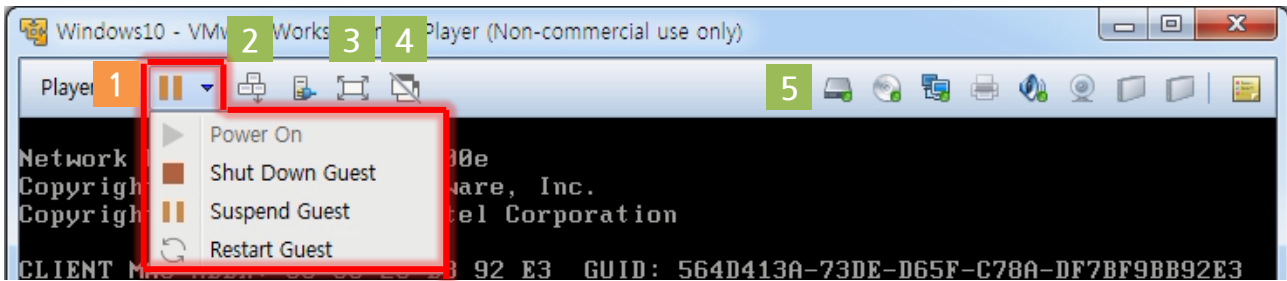 Windows10 - VM Works Player (Non-commercial use only)
2 3 4
Player 1
5
Power On
Shut Down Guest
Suspend Guest
Restart Guest
Network 00e
Copyrigh ware, Inc.
Copyrigh tel Corporation
CLIENT 92 E3 GUID: 564D413A-73DE-D65F-C78A-DF7BF9BB92E3